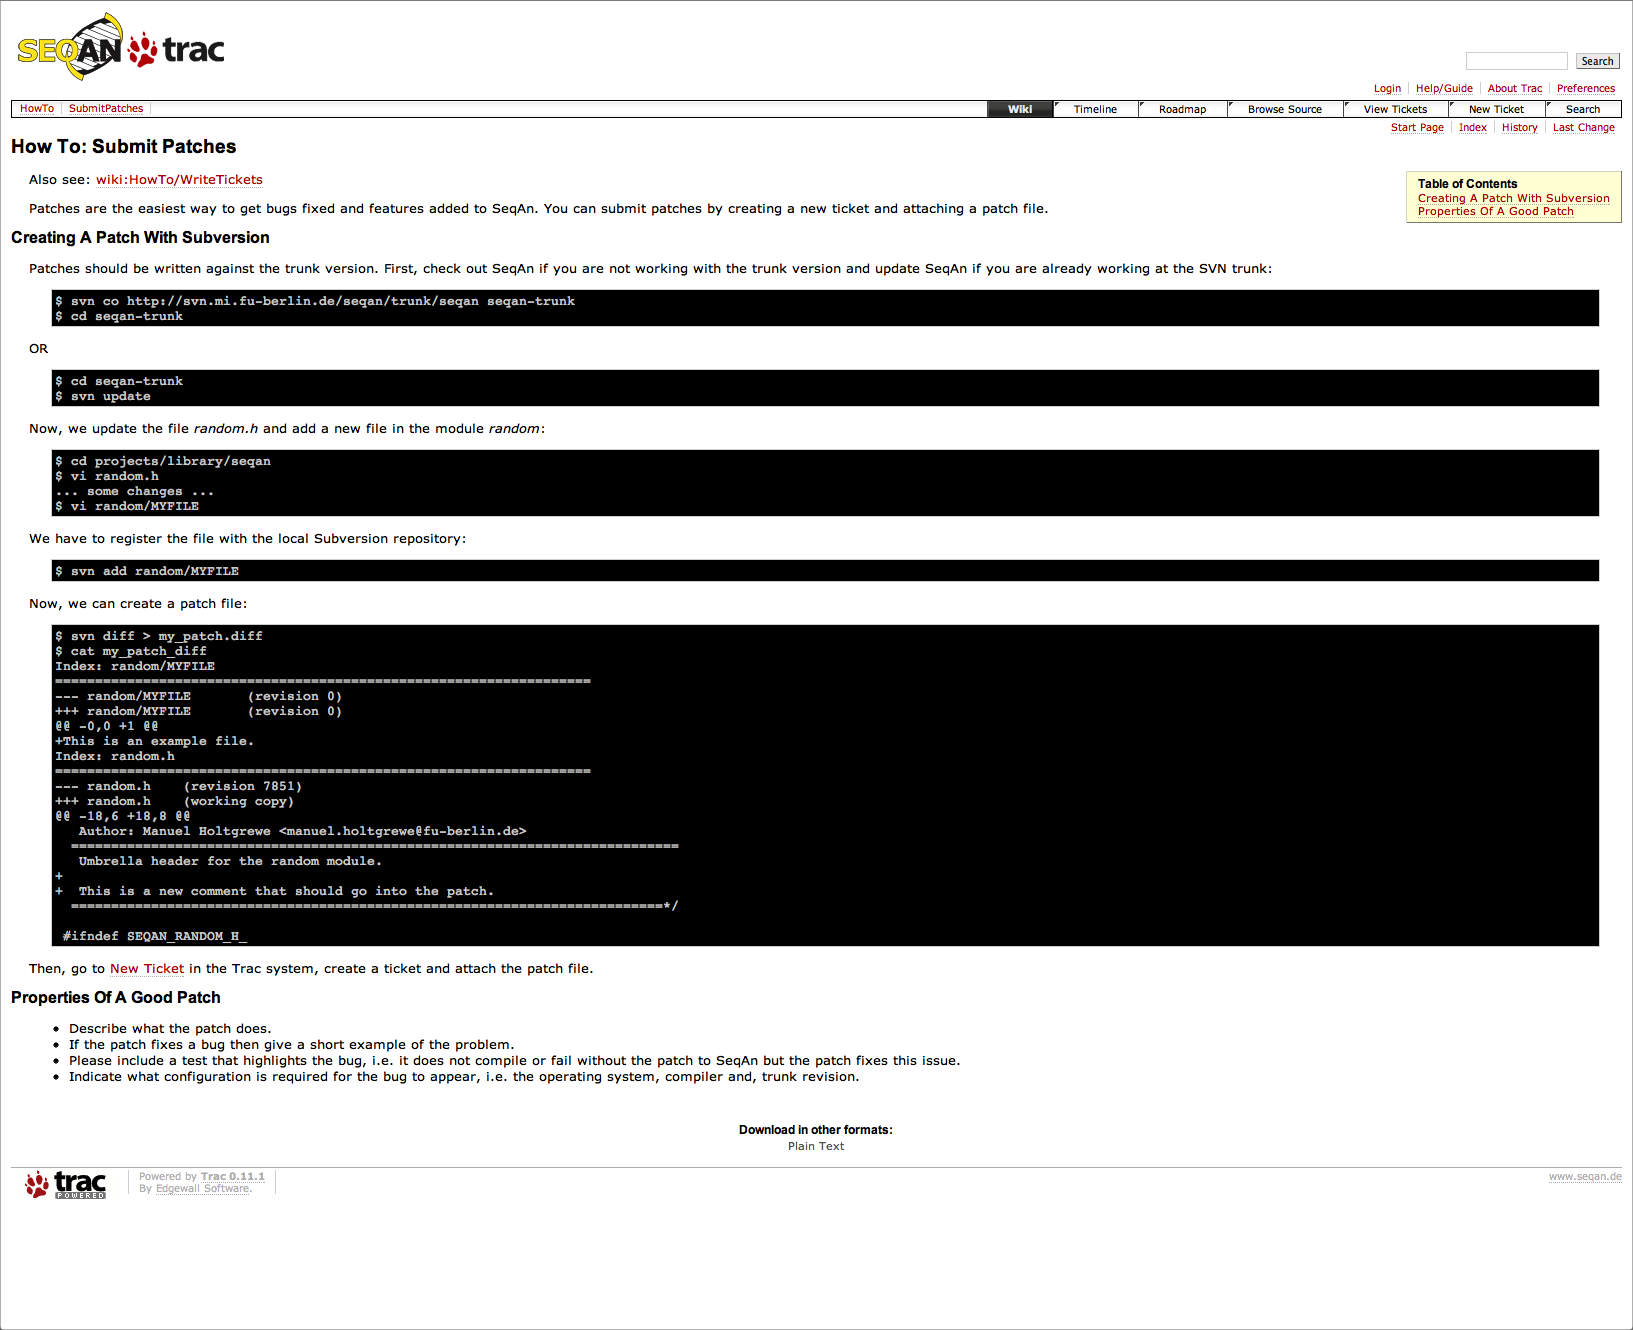 SEQAN trac
Search
Login Help/Guide About Trac Preferences
HowTo SubmitPatches Wiki Timeline Roadmap Browse Source View Tickets New Ticket Search
Start Page Index History Last Change
How To: Submit Patches
Also see: wiki:HowTo/WriteTickets
Table of Contents
Creating A Patch With Subversion
Properties Of A Good Patch
Patches are the easiest way to get bugs fixed and features added to SeqAn. You can submit patches by creating a new ticket and attaching a patch file.
Creating A Patch With Subversion
Patches should be written against the trunk version. First, check out SeqAn if you are not working with the trunk version and update SeqAn if you are already working at the SVN trunk:
$ svn co http://svn.mi.fu-berlin.de/seqan/trunk/seqan seqan-trunk
$ cd seqan-trunk
OR
$ cd seqan-trunk
$ svn update
Now, we update the file random.h and add a new file in the module random:
$ cd projects/library/seqan
$ vi random.h
... some changes ...
$ vi random/MYFILE
We have to register the file with the local Subversion repository:
$ svn add random/MYFILE
Now, we can create a patch file:
$ svn diff > my_patch.diff
$ cat my_patch_diff
Index: random/MYFILE
===================================================================
--- random/MYFILE       (revision 0)
+++ random/MYFILE       (revision 0)
@@ -0,0 +1 @@
+This is an example file.
Index: random.h
===================================================================
--- random.h    (revision 7851)
+++ random.h    (working copy)
@@ -18,6 +18,8 @@
   Author: Manuel Holtgrewe <manuel.holtgrewe@fu-berlin.de>
  ============================================================================
   Umbrella header for the random module.
+
+  This is a new comment that should go into the patch.
  ==========================================================================*/
 #ifndef SEQAN_RANDOM_H_
Then, go to New Ticket in the Trac system, create a ticket and attach the patch file.
Properties Of A Good Patch
• Describe what the patch does.
• If the patch fixes a bug then give a short example of the problem.
• Please include a test that highlights the bug, i.e. it does not compile or fail without the patch to SeqAn but the patch fixes this issue.
• Indicate what configuration is required for the bug to appear, i.e. the operating system, compiler and, trunk revision.
Download in other formats:
Plain Text
trac POWERED
Powered by Trac 0.11.1
By Edgewall Software.
www.seqan.de